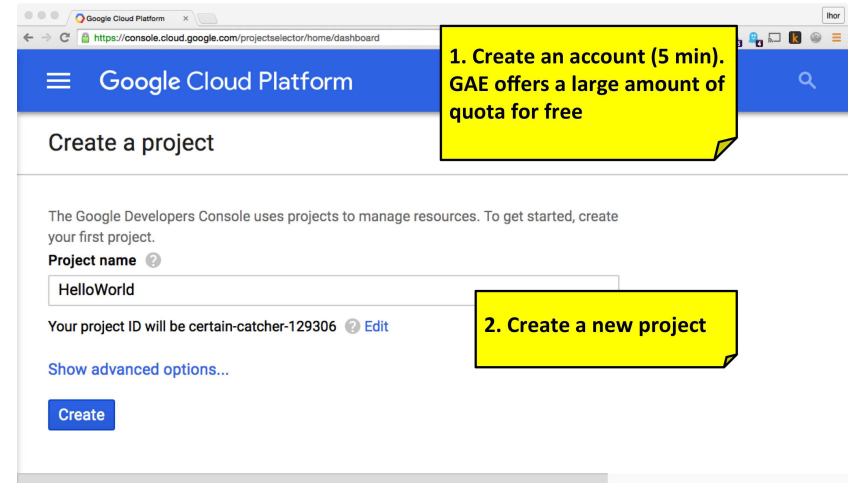 Google Cloud Platform
Ihor
https://console.cloud.google.com/projectselector/home/dashboard
Google Cloud Platform
1. Create an account (5 min).
GAE offers a large amount of
quota for free
Create a project
The Google Developers Console uses projects to manage resources. To get started, create
your first project.
Project name ?
HelloWorld
Your project ID will be certain-catcher-129306 ? Edit
2. Create a new project
Show advanced options...
Create